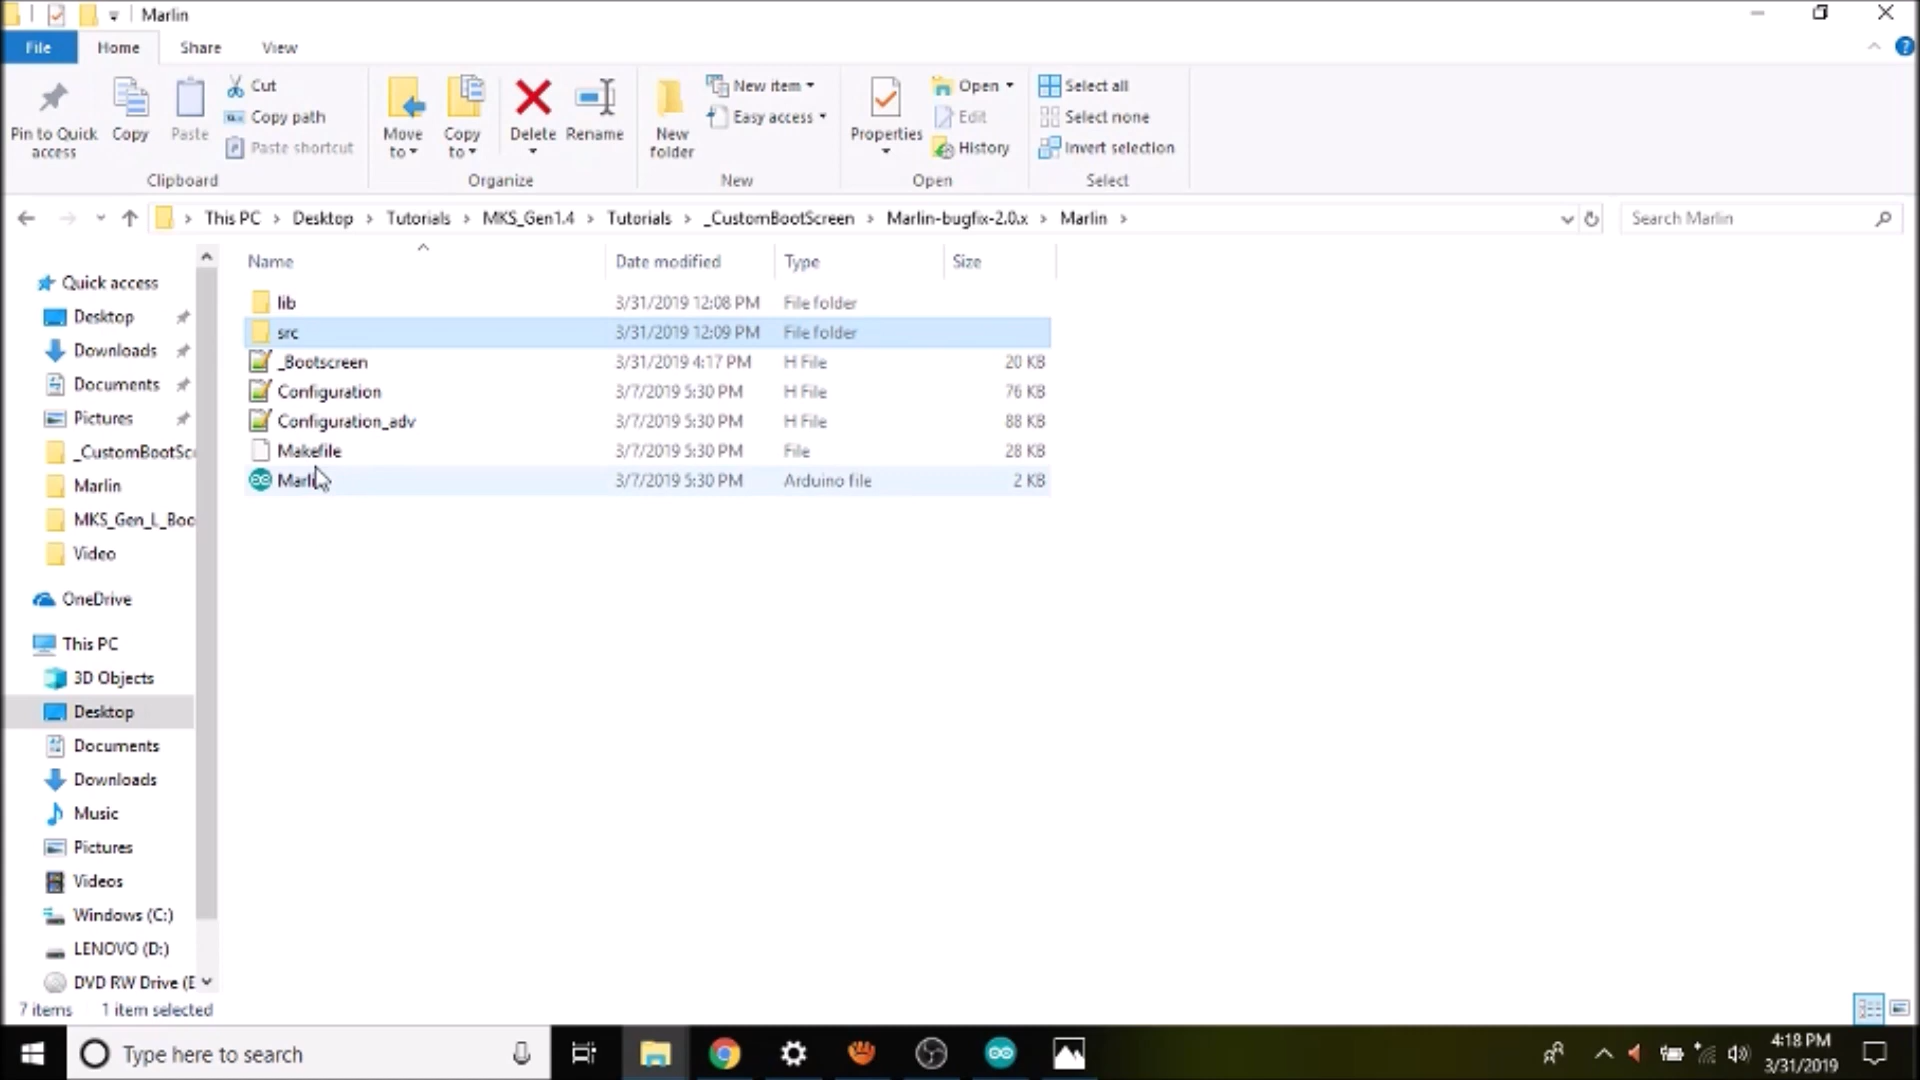 Marlin
File Home Share View
Pin to Quick access
Copy
Paste
Cut
Copy path
Paste shortcut
Clipboard
Move to
Copy to
Delete
Rename
Organize
New folder
New item
Easy access
New
Properties
Open
Edit
History
Open
Select all
Select none
Invert selection
Select
This PC > Desktop > Tutorials > MKS_Gen1.4 > Tutorials > _CustomBootScreen > Marlin-bugfix-2.0.x > Marlin >
Search Marlin
Quick access
Desktop
Downloads
Documents
Pictures
_CustomBootSc
Marlin
MKS_Gen_L_Boo
Video
OneDrive
This PC
3D Objects
Desktop
Documents
Downloads
Music
Pictures
Videos
Windows (C:)
LENOVO (D:)
DVD RW Drive (E
Name Date modified Type Size
lib 3/31/2019 12:08 PM File folder
src 3/31/2019 12:09 PM File folder
_Bootscreen 3/31/2019 4:17 PM H File 20 KB
Configuration 3/7/2019 5:30 PM H File 76 KB
Configuration_adv 3/7/2019 5:30 PM H File 88 KB
Makefile 3/7/2019 5:30 PM File 28 KB
Marlin 3/7/2019 5:30 PM Arduino file 2 KB
7 items 1 item selected
Type here to search
4:18 PM
3/31/2019